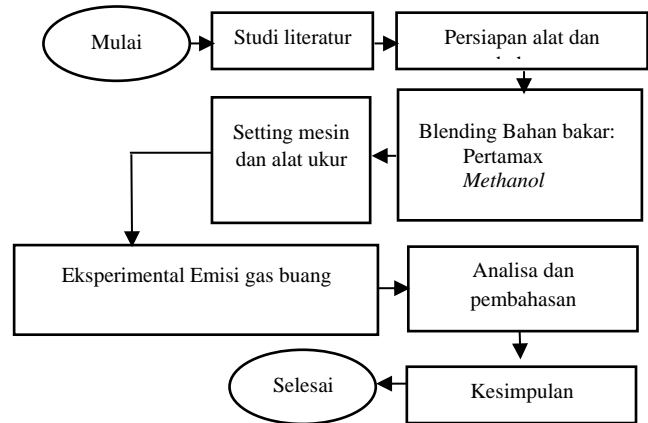 Mulai
Studi literatur
Persiapan alat dan
Blending Bahan bakar:
Pertamax
Methanol
Setting mesin
dan alat ukur
Eksperimental Emisi gas buang
Analisa dan
pembahasan
Kesimpulan
Selesai